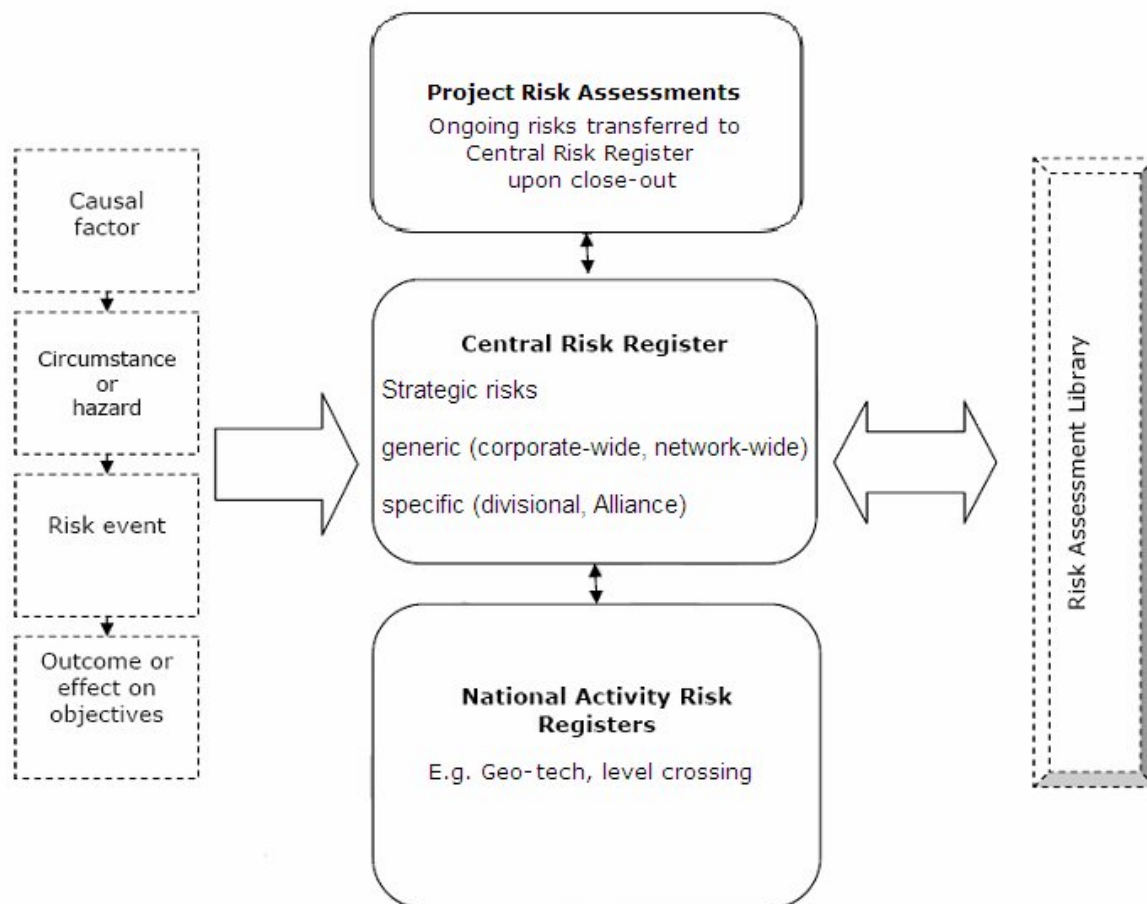 Project Risk Assessments
Ongoing risks transferred to
Central Risk Register
upon close-out
Causal
factor
Circumstance
or
hazard
Risk event
Outcome or
effect on
objectives
Central Risk Register
Strategic risks
generic (corporate-wide, network-wide)
specific (divisional, Alliance)
National Activity Risk
Registers
E.g. Geo-tech, level crossing
Risk Assessment Library